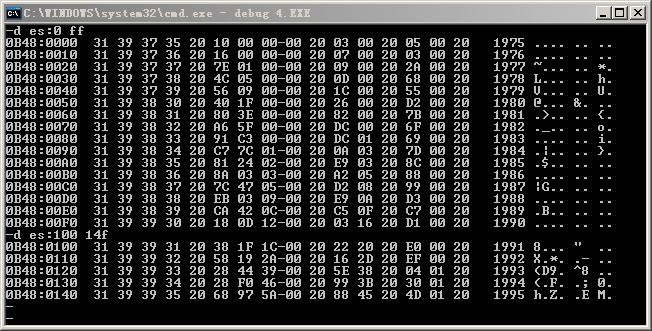 C:\WINDOWS\system32\cmd.exe - debug 4.EXE
-d es:0 ff
0B48:0000  31 39 37 35 20 10 00 00-00 20 03 00 20 05 00 20   1975 .... .. ..
0B48:0010  31 39 37 36 20 16 00 00-00 20 07 00 20 03 00 20   1976 .... .. ..
0B48:0020  31 39 37 37 20 7E 01 00-00 20 09 00 20 2A 00 20   1977 ~... .. *.
0B48:0030  31 39 37 38 20 4C 05 00-00 20 0D 00 20 68 00 20   1978 L... .. h.
0B48:0040  31 39 37 39 20 56 09 00-00 20 1C 00 20 55 00 20   1979 V... .. U.
0B48:0050  31 39 38 30 20 40 1F 00-00 20 26 00 20 D2 00 20   1980 @... &. ..
0B48:0060  31 39 38 31 20 80 3E 00-00 20 82 00 20 7B 00 20   1981 .>.. .. {.
0B48:0070  31 39 38 32 20 A6 5F 00-00 20 DC 00 20 6F 00 20   1982 ._.. .. o.
0B48:0080  31 39 38 33 20 91 C3 00-00 20 DC 01 20 69 00 20   1983 .... .. i.
0B48:0090  31 39 38 34 20 C7 7C 01-00 20 0A 03 20 7D 00 20   1984 .|.. .. }.
0B48:00A0  31 39 38 35 20 81 24 02-00 20 E9 03 20 8C 00 20   1985 .$.. .. ..
0B48:00B0  31 39 38 36 20 8A 03 03-00 20 A2 05 20 88 00 20   1986 .... .. ..
0B48:00C0  31 39 38 37 20 7C 47 05-00 20 D2 08 20 99 00 20   1987 |G.. .. ..
0B48:00D0  31 39 38 38 20 EB 03 09-00 20 E9 0A 20 D3 00 20   1988 .... .. ..
0B48:00E0  31 39 38 39 20 CA 42 0C-00 20 C5 0F 20 C7 00 20   1989 .B.. .. ..
0B48:00F0  31 39 39 30 20 18 0D 12-00 20 03 16 20 D1 00 20   1990 .... .. ..
-d es:100 14f
0B48:0100  31 39 39 31 20 38 1F 1C-00 20 22 20 20 E0 00 20   1991 8... "  ..
0B48:0110  31 39 39 32 20 58 19 2A-00 20 16 2D 20 EF 00 20   1992 X.*. .- ..
0B48:0120  31 39 39 33 20 28 44 39-00 20 5E 38 20 04 01 20   1993 (D9. ^8 ..
0B48:0130  31 39 39 34 20 28 F0 46-00 20 99 3B 20 30 01 20   1994 (.F. .; 0.
0B48:0140  31 39 39 35 20 68 97 5A-00 20 88 45 20 4D 01 20   1995 h.Z. .E M.
-
-